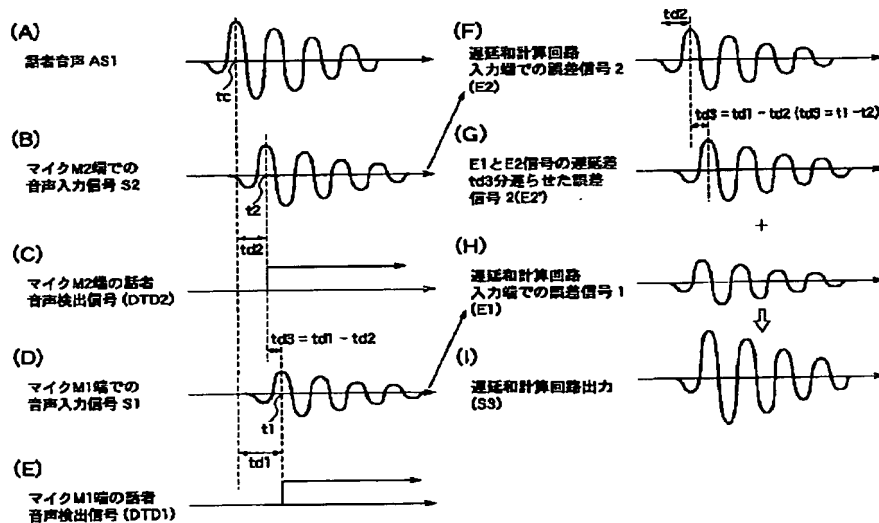 (A)
話者音声 AS1
tc
(B)
マイクM2端での
音声入力信号 S2
t2
td2
(C)
マイクM2端の話者
音声検出信号 (DTD2)
td3 = td1 - td2
(D)
マイクM1端での
音声入力信号 S1
t1
td1
(E)
マイクM1端の話者
音声検出信号 (DTD1)
td2
(F)
遅延和計算回路
入力端での誤差信号 2
(E2)
td3 = td1 - td2 (td3 = t1 - t2)
(G)
E1とE2信号の遅延差
td3分遅らせた誤差
信号 2(E2')
+
(H)
遅延和計算回路
入力端での誤差信号 1
(E1)
(I)
遅延和計算回路出力
(S3)